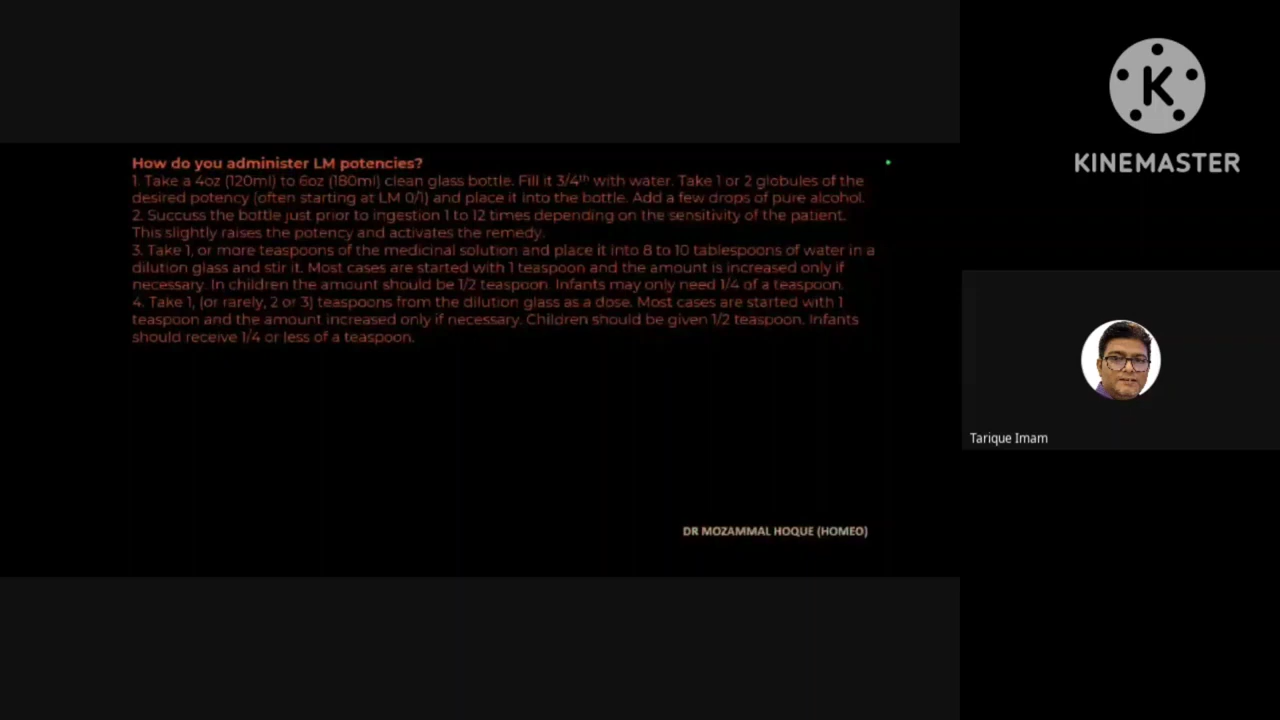 How do you administer LM potencies?
1. Take a 4oz (120ml) to 6oz (180ml) clean glass bottle. Fill it 3/4th with water. Take 1 or 2 globules of the
desired potency (often starting at LM 0/1) and place it into the bottle. Add a few drops of pure alcohol.
2. Succuss the bottle just prior to ingestion 1 to 12 times depending on the sensitivity of the patient.
This slightly raises the potency and activates the remedy.
3. Take 1, or more teaspoons of the medicinal solution and place it into 8 to 10 tablespoons of water in a
dilution glass and stir it. Most cases are started with 1 teaspoon and the amount is increased only if
necessary. In children the amount should be 1/2 teaspoon. Infants may only need 1/4 of a teaspoon.
4. Take 1, (or rarely, 2 or 3) teaspoons from the dilution glass as a dose. Most cases are started with 1
teaspoon and the amount increased only if necessary. Children should be given 1/2 teaspoon. Infants
should receive 1/4 or less of a teaspoon.
DR MOZAMMAL HOQUE (HOMEO)
K
KINEMASTER
Tarique Imam